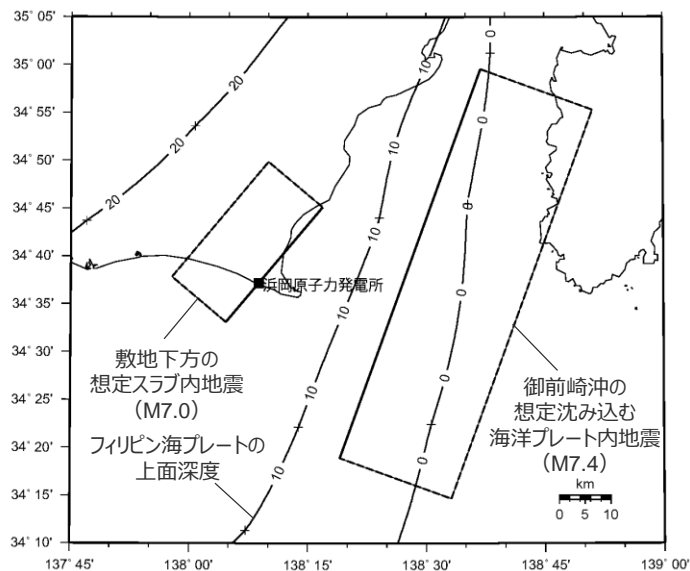 35˚ 05'
35˚ 00'
34˚ 55'
34˚ 50'
34˚ 45'
34˚ 40'
34˚ 35'
34˚ 30'
34˚ 25'
34˚ 20'
34˚ 15'
34˚ 10'
137˚ 45'
138˚ 00'
138˚ 15'
138˚ 30'
138˚ 45'
139˚ 00'
20
20
20
10
10
10
10
10
0
0
0
0
0
0
浜岡原子力発電所
敷地下方の
想定スラブ内地震
(M7.0)
フィリピン海プレートの
上面深度
御前崎沖の
想定沈み込む
海洋プレート内地震
(M7.4)
km
0 5 10